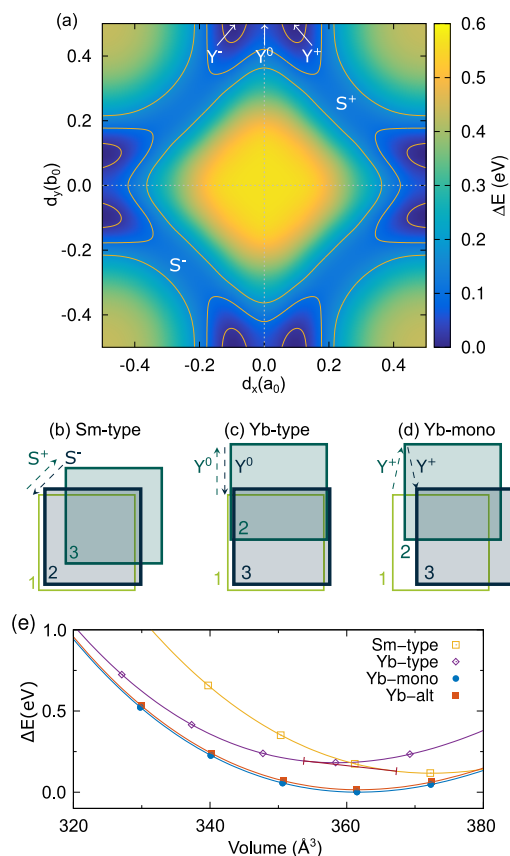 (a)
0.4
0.2
0.0
-0.2
-0.4
d_y(b_0)
Y^- Y^0 Y^+
S^+
S^-
-0.4 -0.2 0.0 0.2 0.4
d_x(a_0)
0.6
0.5
0.4
0.3
0.2
0.1
0.0
ΔE (eV)
(b) Sm-type (c) Yb-type (d) Yb-mono
S^+ S^- 1 2 3
Y^0 Y^0 1 2 3
Y^+ Y^+ 1 2 3
(e)
1.0
0.5
0.0
ΔE(eV)
Sm-type
Yb-type
Yb-mono
Yb-alt
320 340 360 380
Volume (Å³)